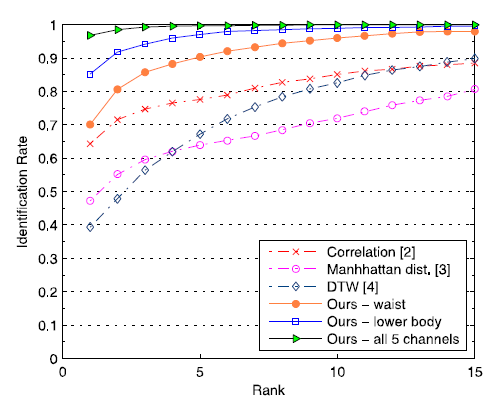 1
0,9
0,8
0,7
0,6
0,5
0,4
0,3
0,2
0,1
0
Identification Rate
Correlation [2]
Manhhattan dist. [3]
DTW [4]
Ours – waist
Ours – lower body
Ours – all 5 channels
0 5 10 15
Rank